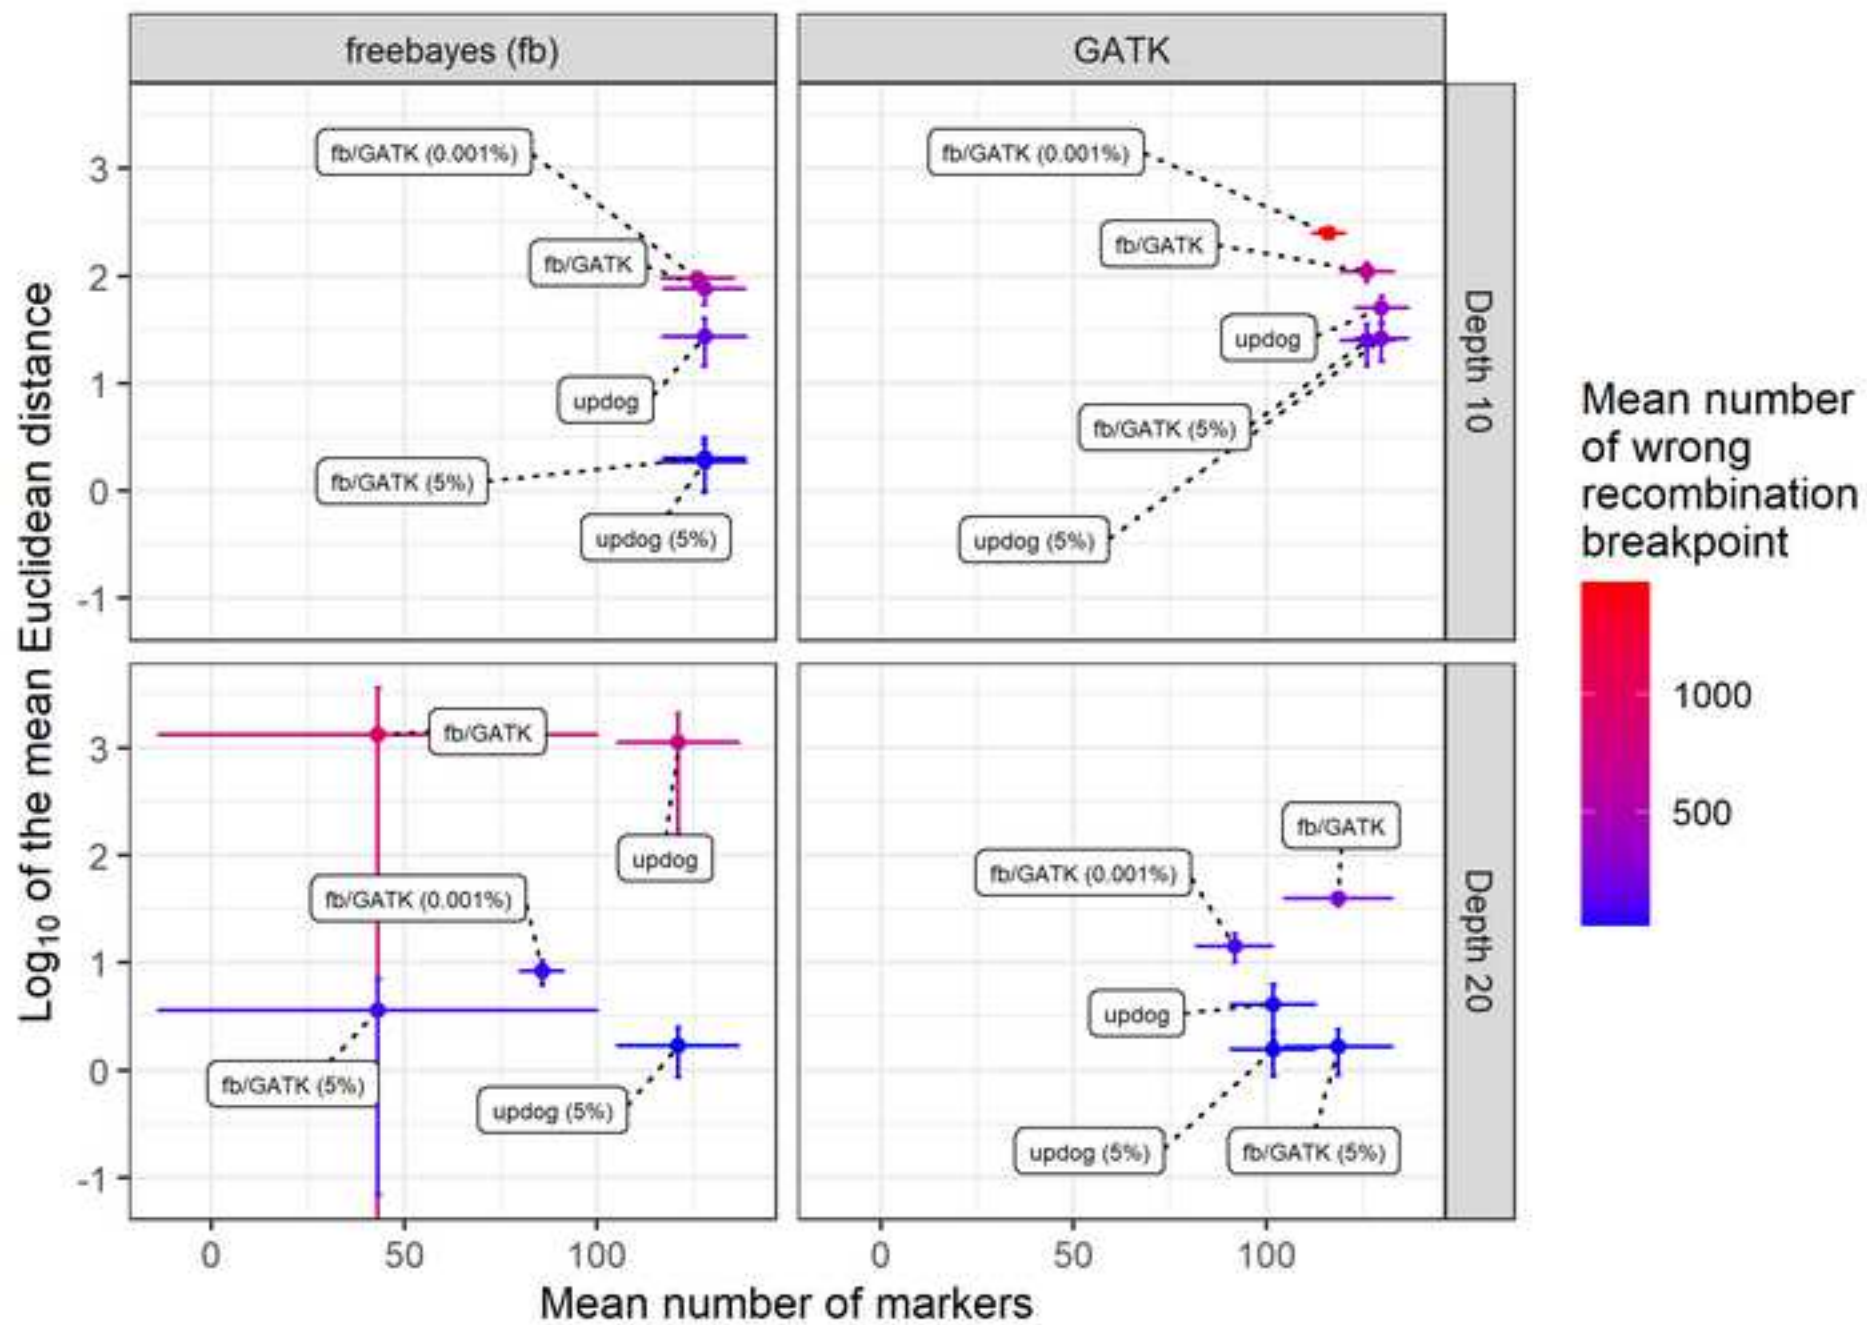 freebayes (fb)
GATK
fb/GATK (0.001%)
fb/GATK
updog
fb/GATK (5%)
updog (5%)
fb/GATK (0.001%)
fb/GATK
updog
fb/GATK (5%)
updog (5%)
Depth 10
3
2
1
0
-1
fb/GATK
updog
fb/GATK (0.001%)
fb/GATK (5%)
updog (5%)
fb/GATK
fb/GATK (0.001%)
updog
updog (5%)
fb/GATK (5%)
Depth 20
3
2
1
0
-1
0
50
100
0
50
100
Mean number of markers
Log10 of the mean Euclidean distance
Mean number
of wrong
recombination
breakpoint
1000
500